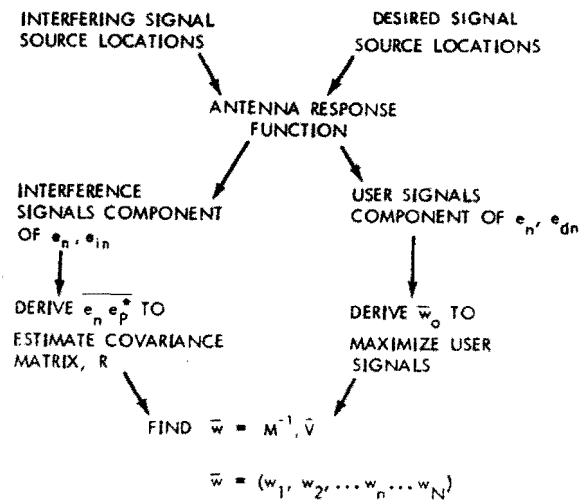 INTERFERING SIGNAL
SOURCE LOCATIONS
DESIRED SIGNAL
SOURCE LOCATIONS
ANTENNA RESPONSE
FUNCTION
INTERFERENCE
SIGNALS COMPONENT
OF eₙ, eᵢₙ
USER SIGNALS
COMPONENT OF eₙ, e_dn
DERIVE \overline{eₙ e_P^*} TO
ESTIMATE COVARIANCE
MATRIX, R
DERIVE w̄ₒ TO
MAXIMIZE USER
SIGNALS
FIND w̄ = M⁻¹, V̄
w̄ = (w₁, w₂, ... wₙ ... w_N)